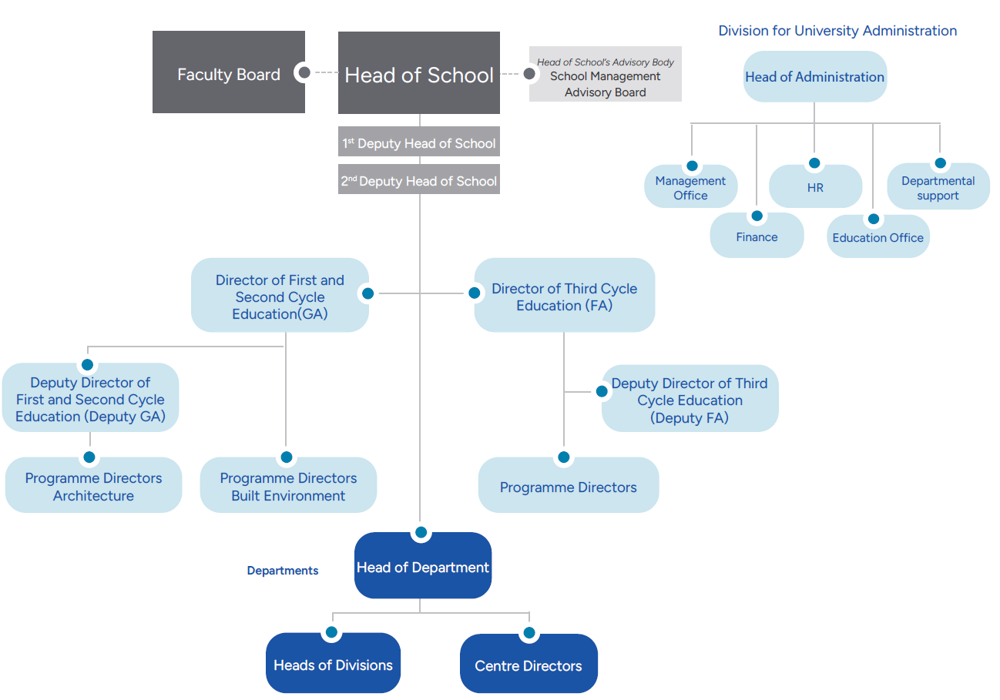 Division for University Administration
Faculty Board
Head of School
Head of School's Advisory Body
School Management
Advisory Board
Head of Administration
1st Deputy Head of School
2nd Deputy Head of School
Management
Office
HR
Departmental
support
Finance
Education Office
Director of First and
Second Cycle
Education(GA)
Director of Third Cycle
Education (FA)
Deputy Director of
First and Second Cycle
Education (Deputy GA)
Deputy Director of Third
Cycle Education
(Deputy FA)
Programme Directors
Architecture
Programme Directors
Built Environment
Programme Directors
Departments
Head of Department
Heads of Divisions
Centre Directors